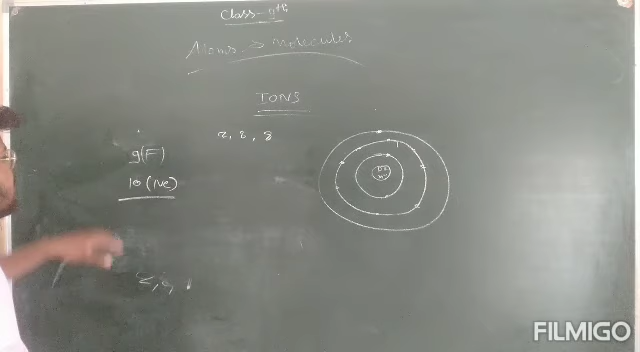 Class - 9th
Atoms > molecules
IONS
2, 8, 8
9(F)
10(Ne)
FILMIGO